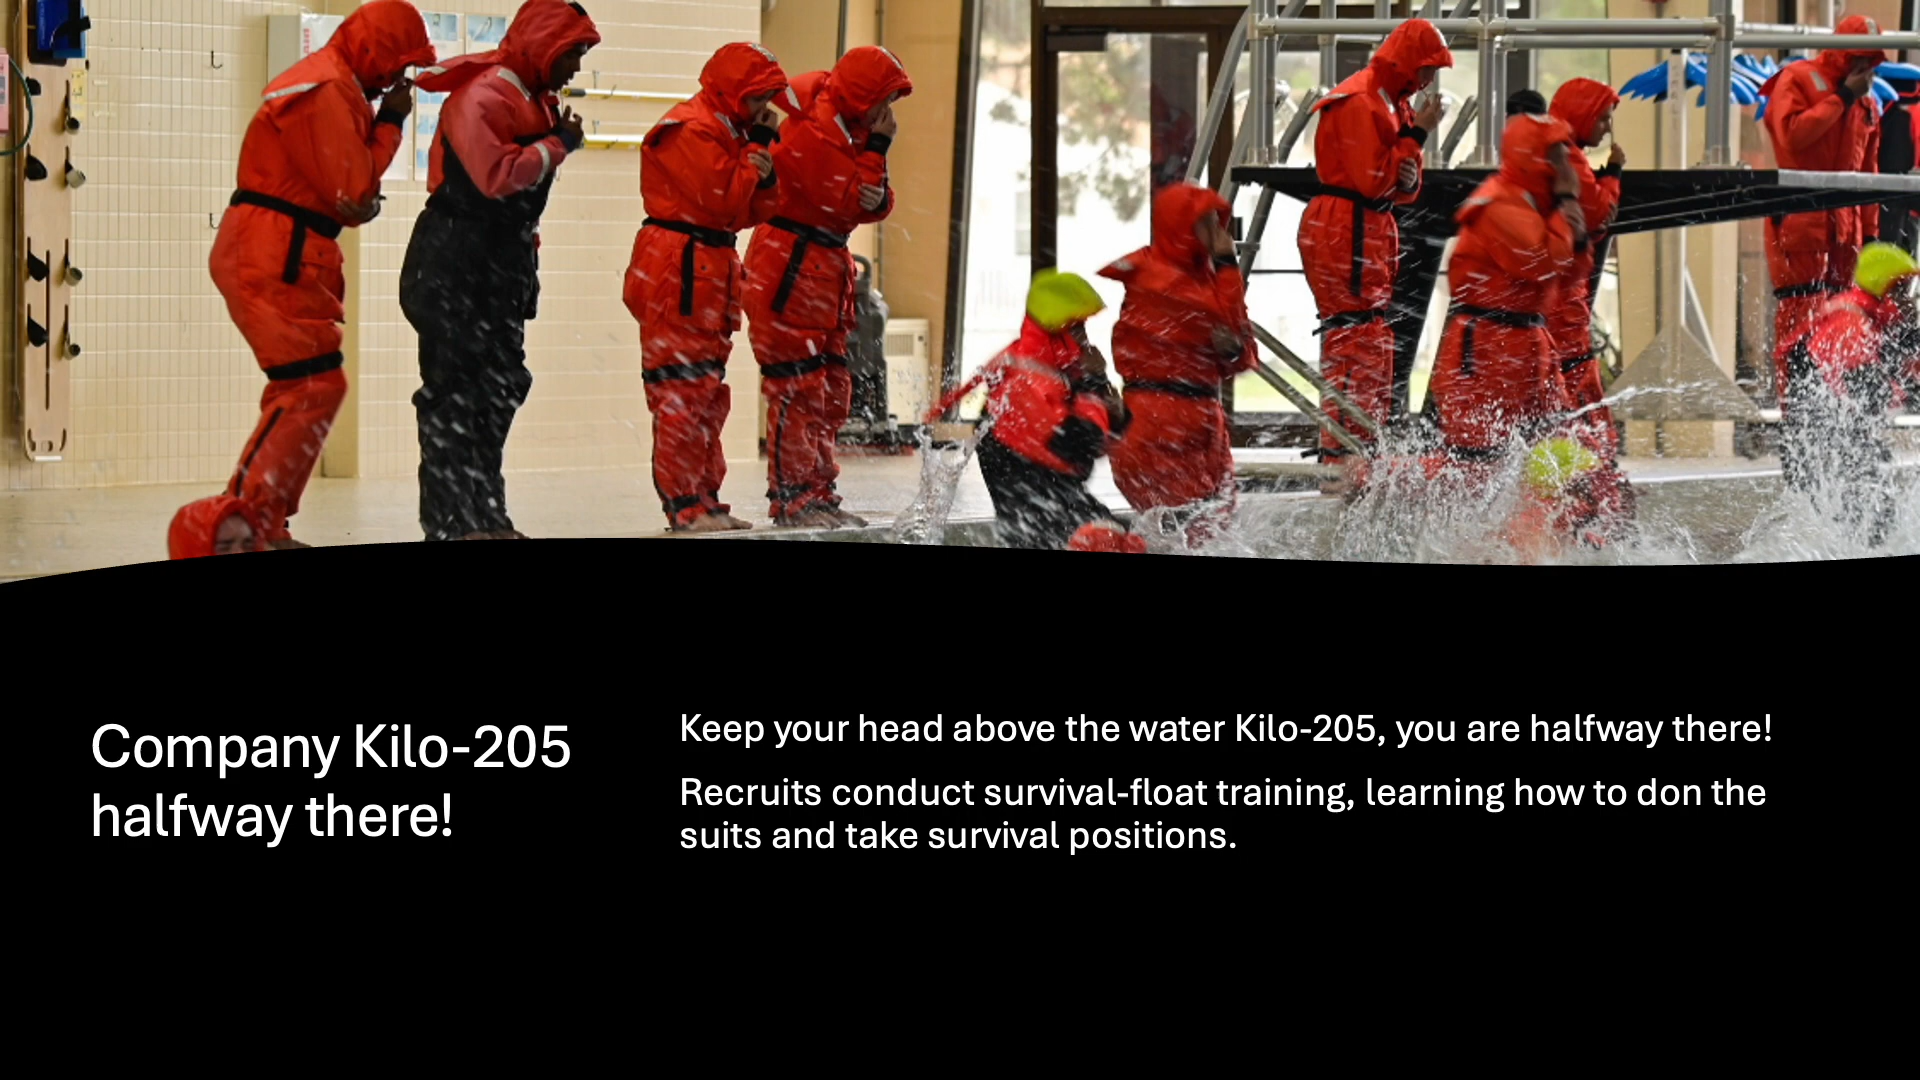 Company Kilo-205
halfway there!
Keep your head above the water Kilo-205, you are halfway there!
Recruits conduct survival-float training, learning how to don the
suits and take survival positions.